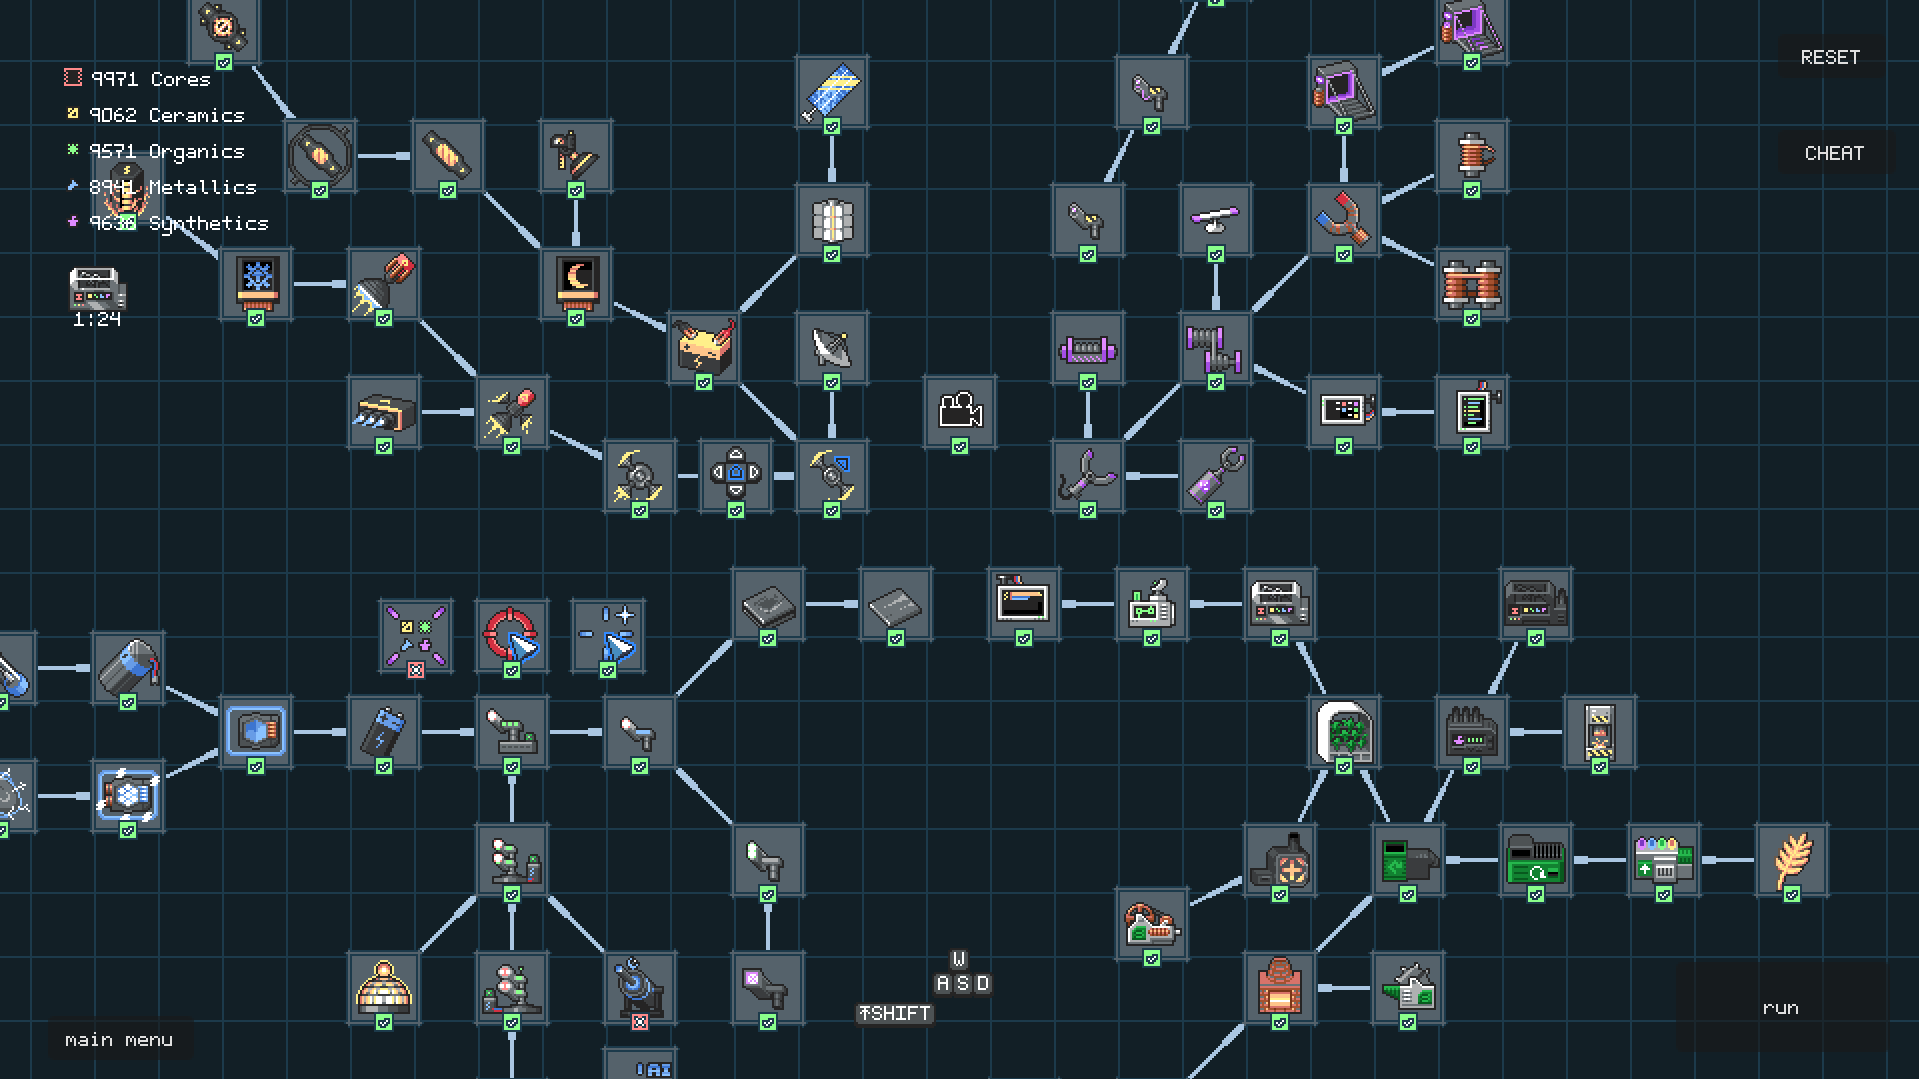 9971 Cores
9062 Ceramics
9571 Organics
Metallics
Synthetics
1:24
RESET
CHEAT
W
A S D
SHIFT
AI
main menu
run